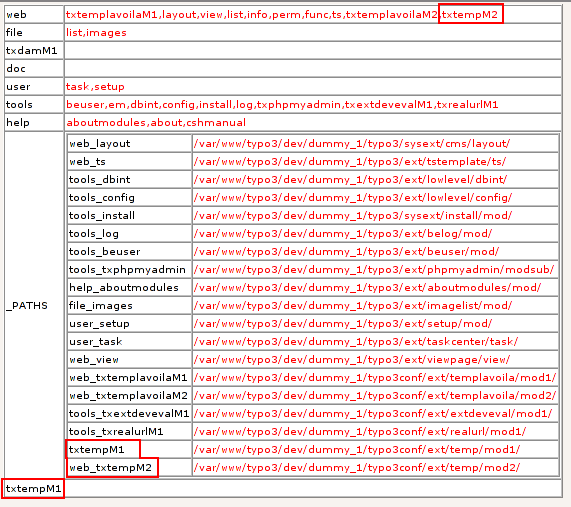 web txtemplavoilaM1,layout,view,list,info,perm,func,ts,txtemplavoilaM2,txtempM2
file list,images
txdamM1
doc
user task,setup
tools beuser,em,dbint,config,install,log,txphpmyadmin,txextdevevalM1,txrealurlM1
help aboutmodules,about,cshmanual
_PATHS
web_layout /var/www/typo3/dev/dummy_1/typo3/sysext/cms/layout/
web_ts /var/www/typo3/dev/dummy_1/typo3/ext/tstemplate/ts/
tools_dbint /var/www/typo3/dev/dummy_1/typo3/ext/lowlevel/dbint/
tools_config /var/www/typo3/dev/dummy_1/typo3/ext/lowlevel/config/
tools_install /var/www/typo3/dev/dummy_1/typo3/sysext/install/mod/
tools_log /var/www/typo3/dev/dummy_1/typo3/ext/belog/mod/
tools_beuser /var/www/typo3/dev/dummy_1/typo3/ext/beuser/mod/
tools_txphpmyadmin /var/www/typo3/dev/dummy_1/typo3/ext/phpmyadmin/modsub/
help_aboutmodules /var/www/typo3/dev/dummy_1/typo3/ext/aboutmodules/mod/
file_images /var/www/typo3/dev/dummy_1/typo3/ext/imagelist/mod/
user_setup /var/www/typo3/dev/dummy_1/typo3/ext/setup/mod/
user_task /var/www/typo3/dev/dummy_1/typo3/ext/taskcenter/task/
web_view /var/www/typo3/dev/dummy_1/typo3/ext/viewpage/view/
web_txtemplavoilaM1 /var/www/typo3/dev/dummy_1/typo3conf/ext/templavoila/mod1/
web_txtemplavoilaM2 /var/www/typo3/dev/dummy_1/typo3conf/ext/templavoila/mod2/
tools_txextdevevalM1 /var/www/typo3/dev/dummy_1/typo3conf/ext/extdeveval/mod1/
tools_txrealurlM1 /var/www/typo3/dev/dummy_1/typo3conf/ext/realurl/mod1/
txtempM1 /var/www/typo3/dev/dummy_1/typo3conf/ext/temp/mod1/
web_txtempM2 /var/www/typo3/dev/dummy_1/typo3conf/ext/temp/mod2/
txtempM1